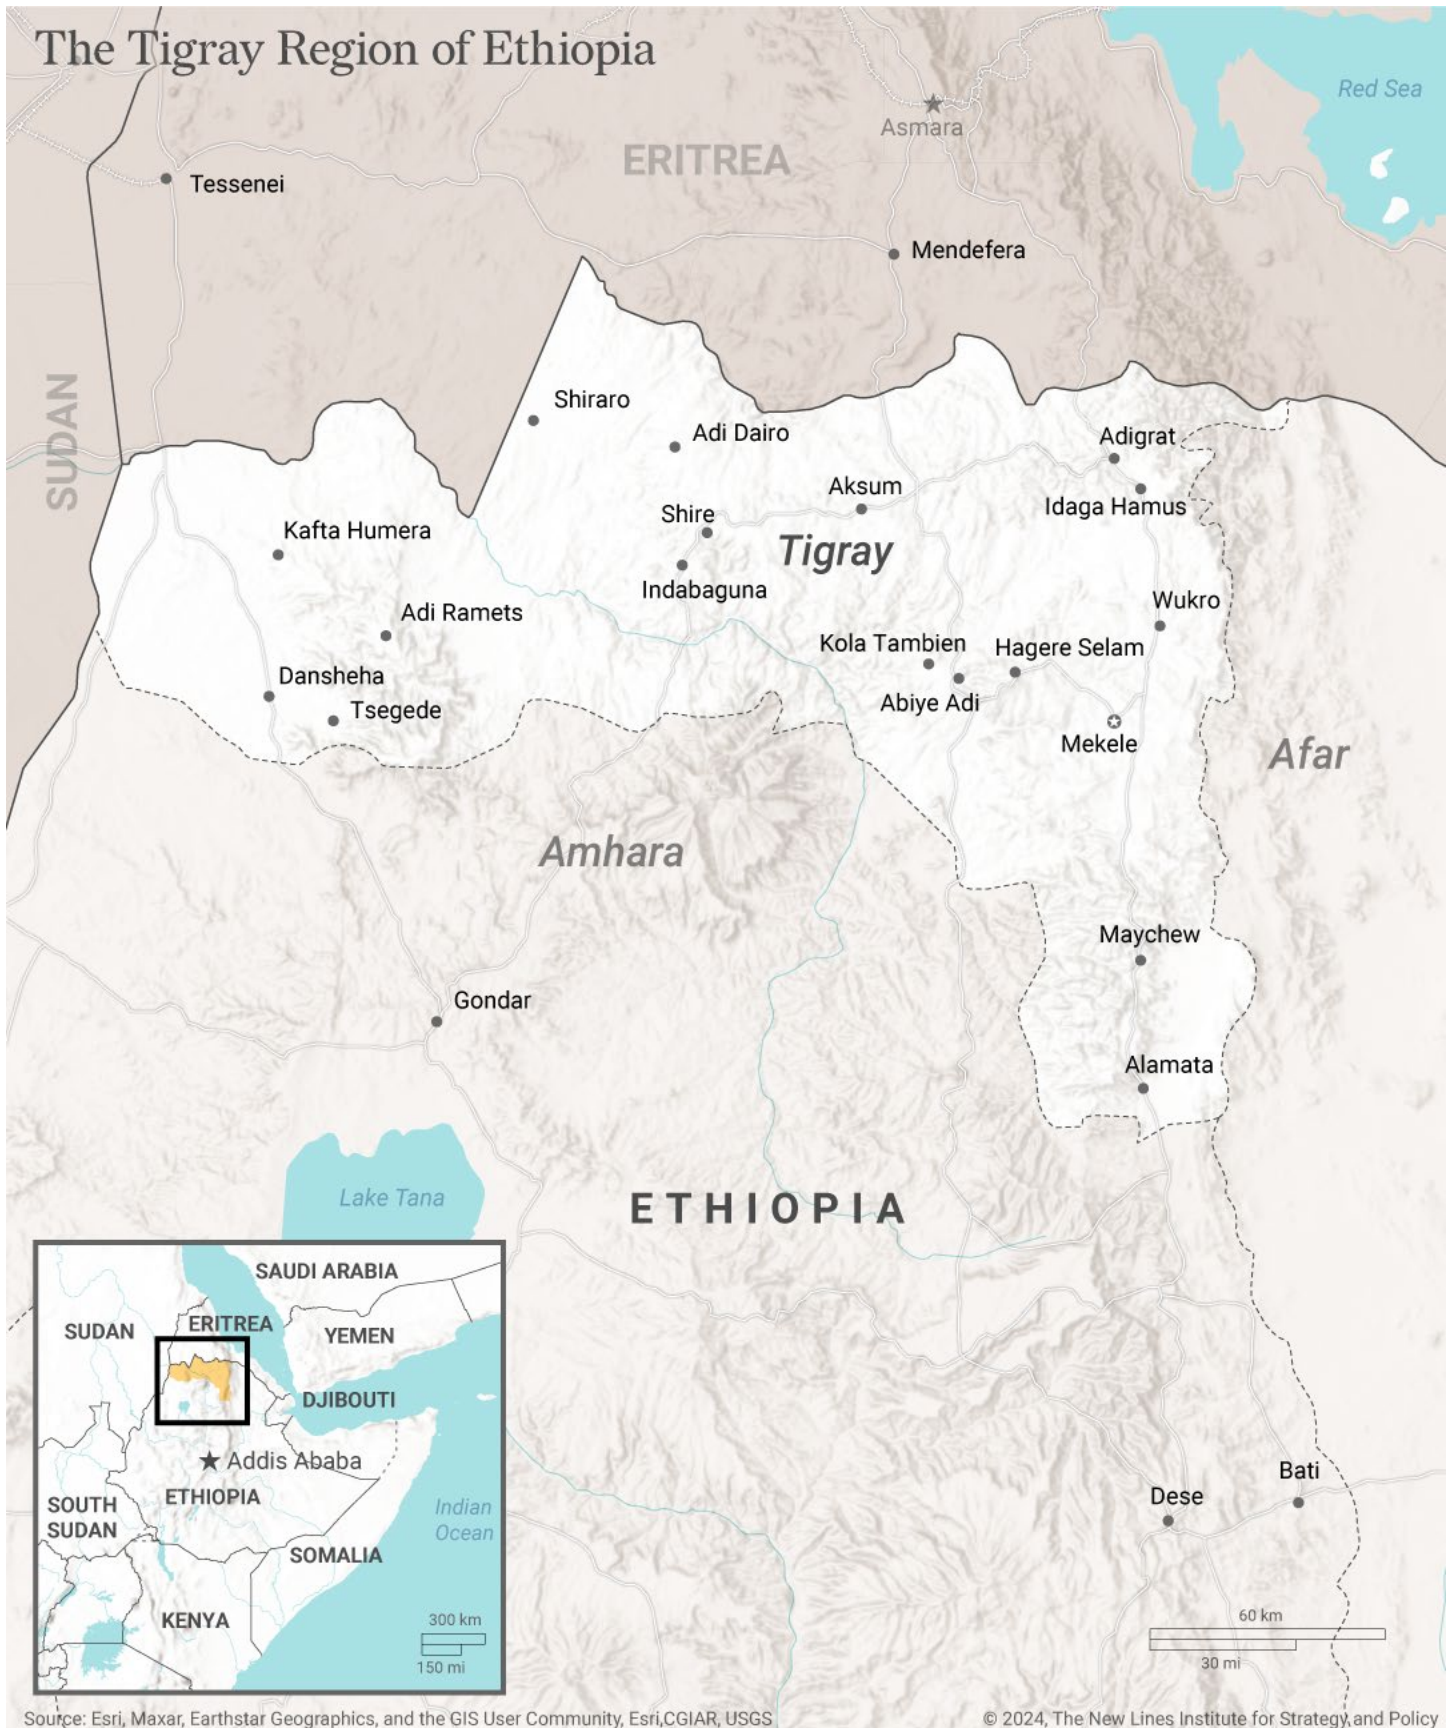 The Tigray Region of Ethiopia
Red Sea
Asmara
ERITREA
Tessenei
Mendefera
SUDAN
Shiraro
Adi Dairo
Adigrat
Aksum
Idaga Hamus
Shire
Kafta Humera
Tigray
Indabaguna
Wukro
Adi Ramets
Kola Tambien
Hagere Selam
Dansheha
Abiye Adi
Tsegede
Mekele
Afar
Amhara
Maychew
Gondar
Alamata
Lake Tana
ETHIOPIA
SAUDI ARABIA
ERITREA
SUDAN
YEMEN
DJIBOUTI
Addis Ababa
ETHIOPIA
SOUTH
SUDAN
Indian
Ocean
SOMALIA
KENYA
300 km
150 mi
Bati
Dese
60 km
30 mi
Source: Esri, Maxar, Earthstar Geographics, and the GIS User Community, Esri,CGIAR, USGS
© 2024, The New Lines Institute for Strategy and Policy